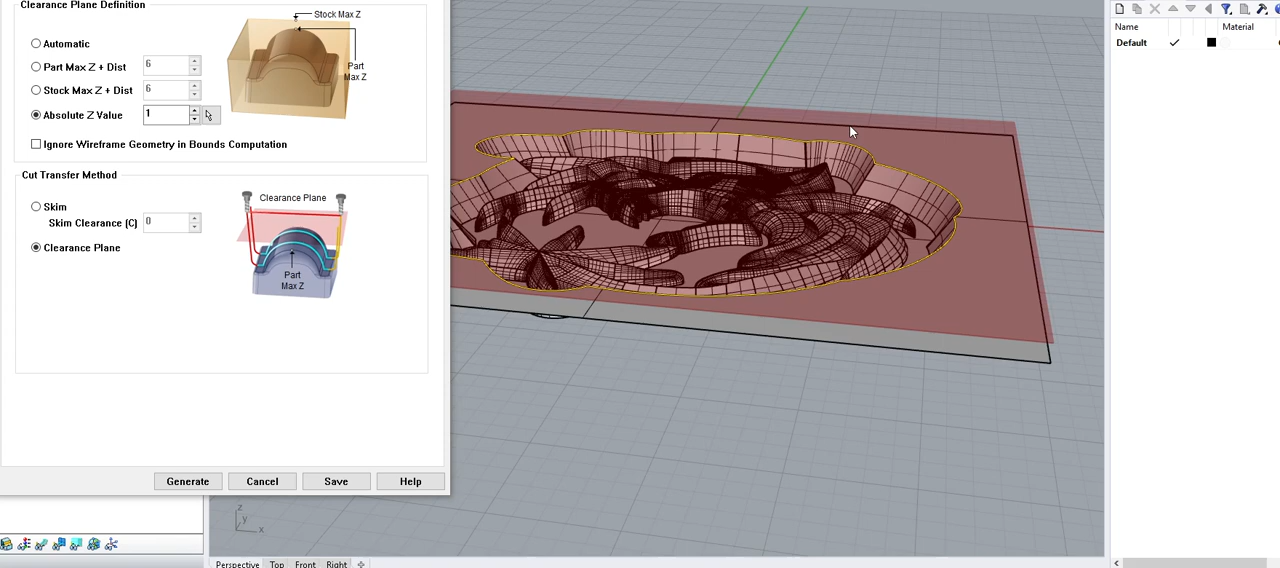 Clearance Plane Definition
Stock Max Z
Automatic
Part Max Z + Dist
6
Part
Max Z
Stock Max Z + Dist
6
Absolute Z Value
1
Ignore Wireframe Geometry in Bounds Computation
Cut Transfer Method
Skim
Skim Clearance (C)
0
Clearance Plane
Clearance Plane
Part
Max Z
Generate
Cancel
Save
Help
z
y
x
Perspective
Top
Front
Right
Name
Material
Default